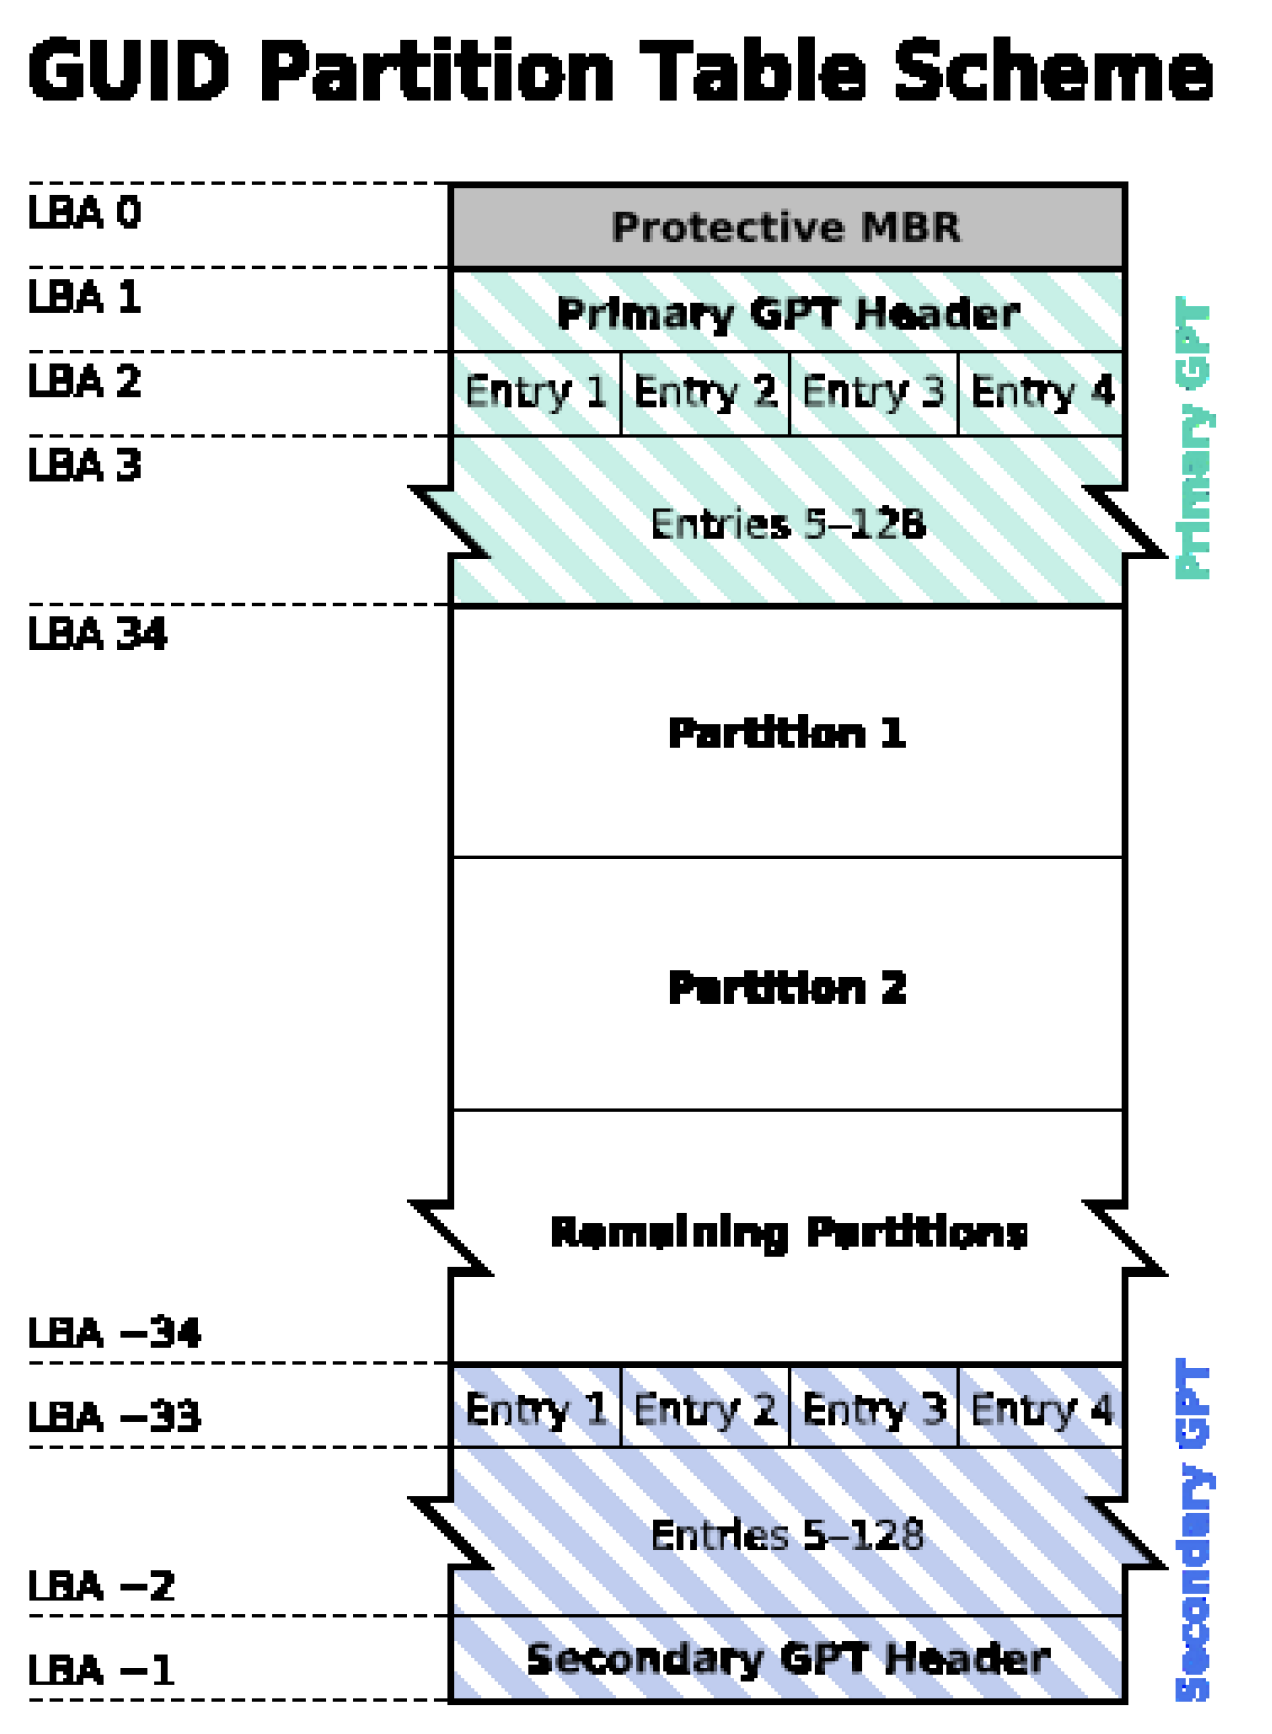 GUID Partition Table Scheme
LBA 0
Protective MBR
LBA 1
Primary GPT Header
LBA 2
Entry 1 Entry 2 Entry 3 Entry 4
LBA 3
Entries 5–128
Primary GPT
LBA 34
Partition 1
Partition 2
Remaining Partitions
LBA −34
LBA −33
Entry 1 Entry 2 Entry 3 Entry 4
Entries 5–128
LBA −2
LBA −1
Secondary GPT Header
Secondary GPT